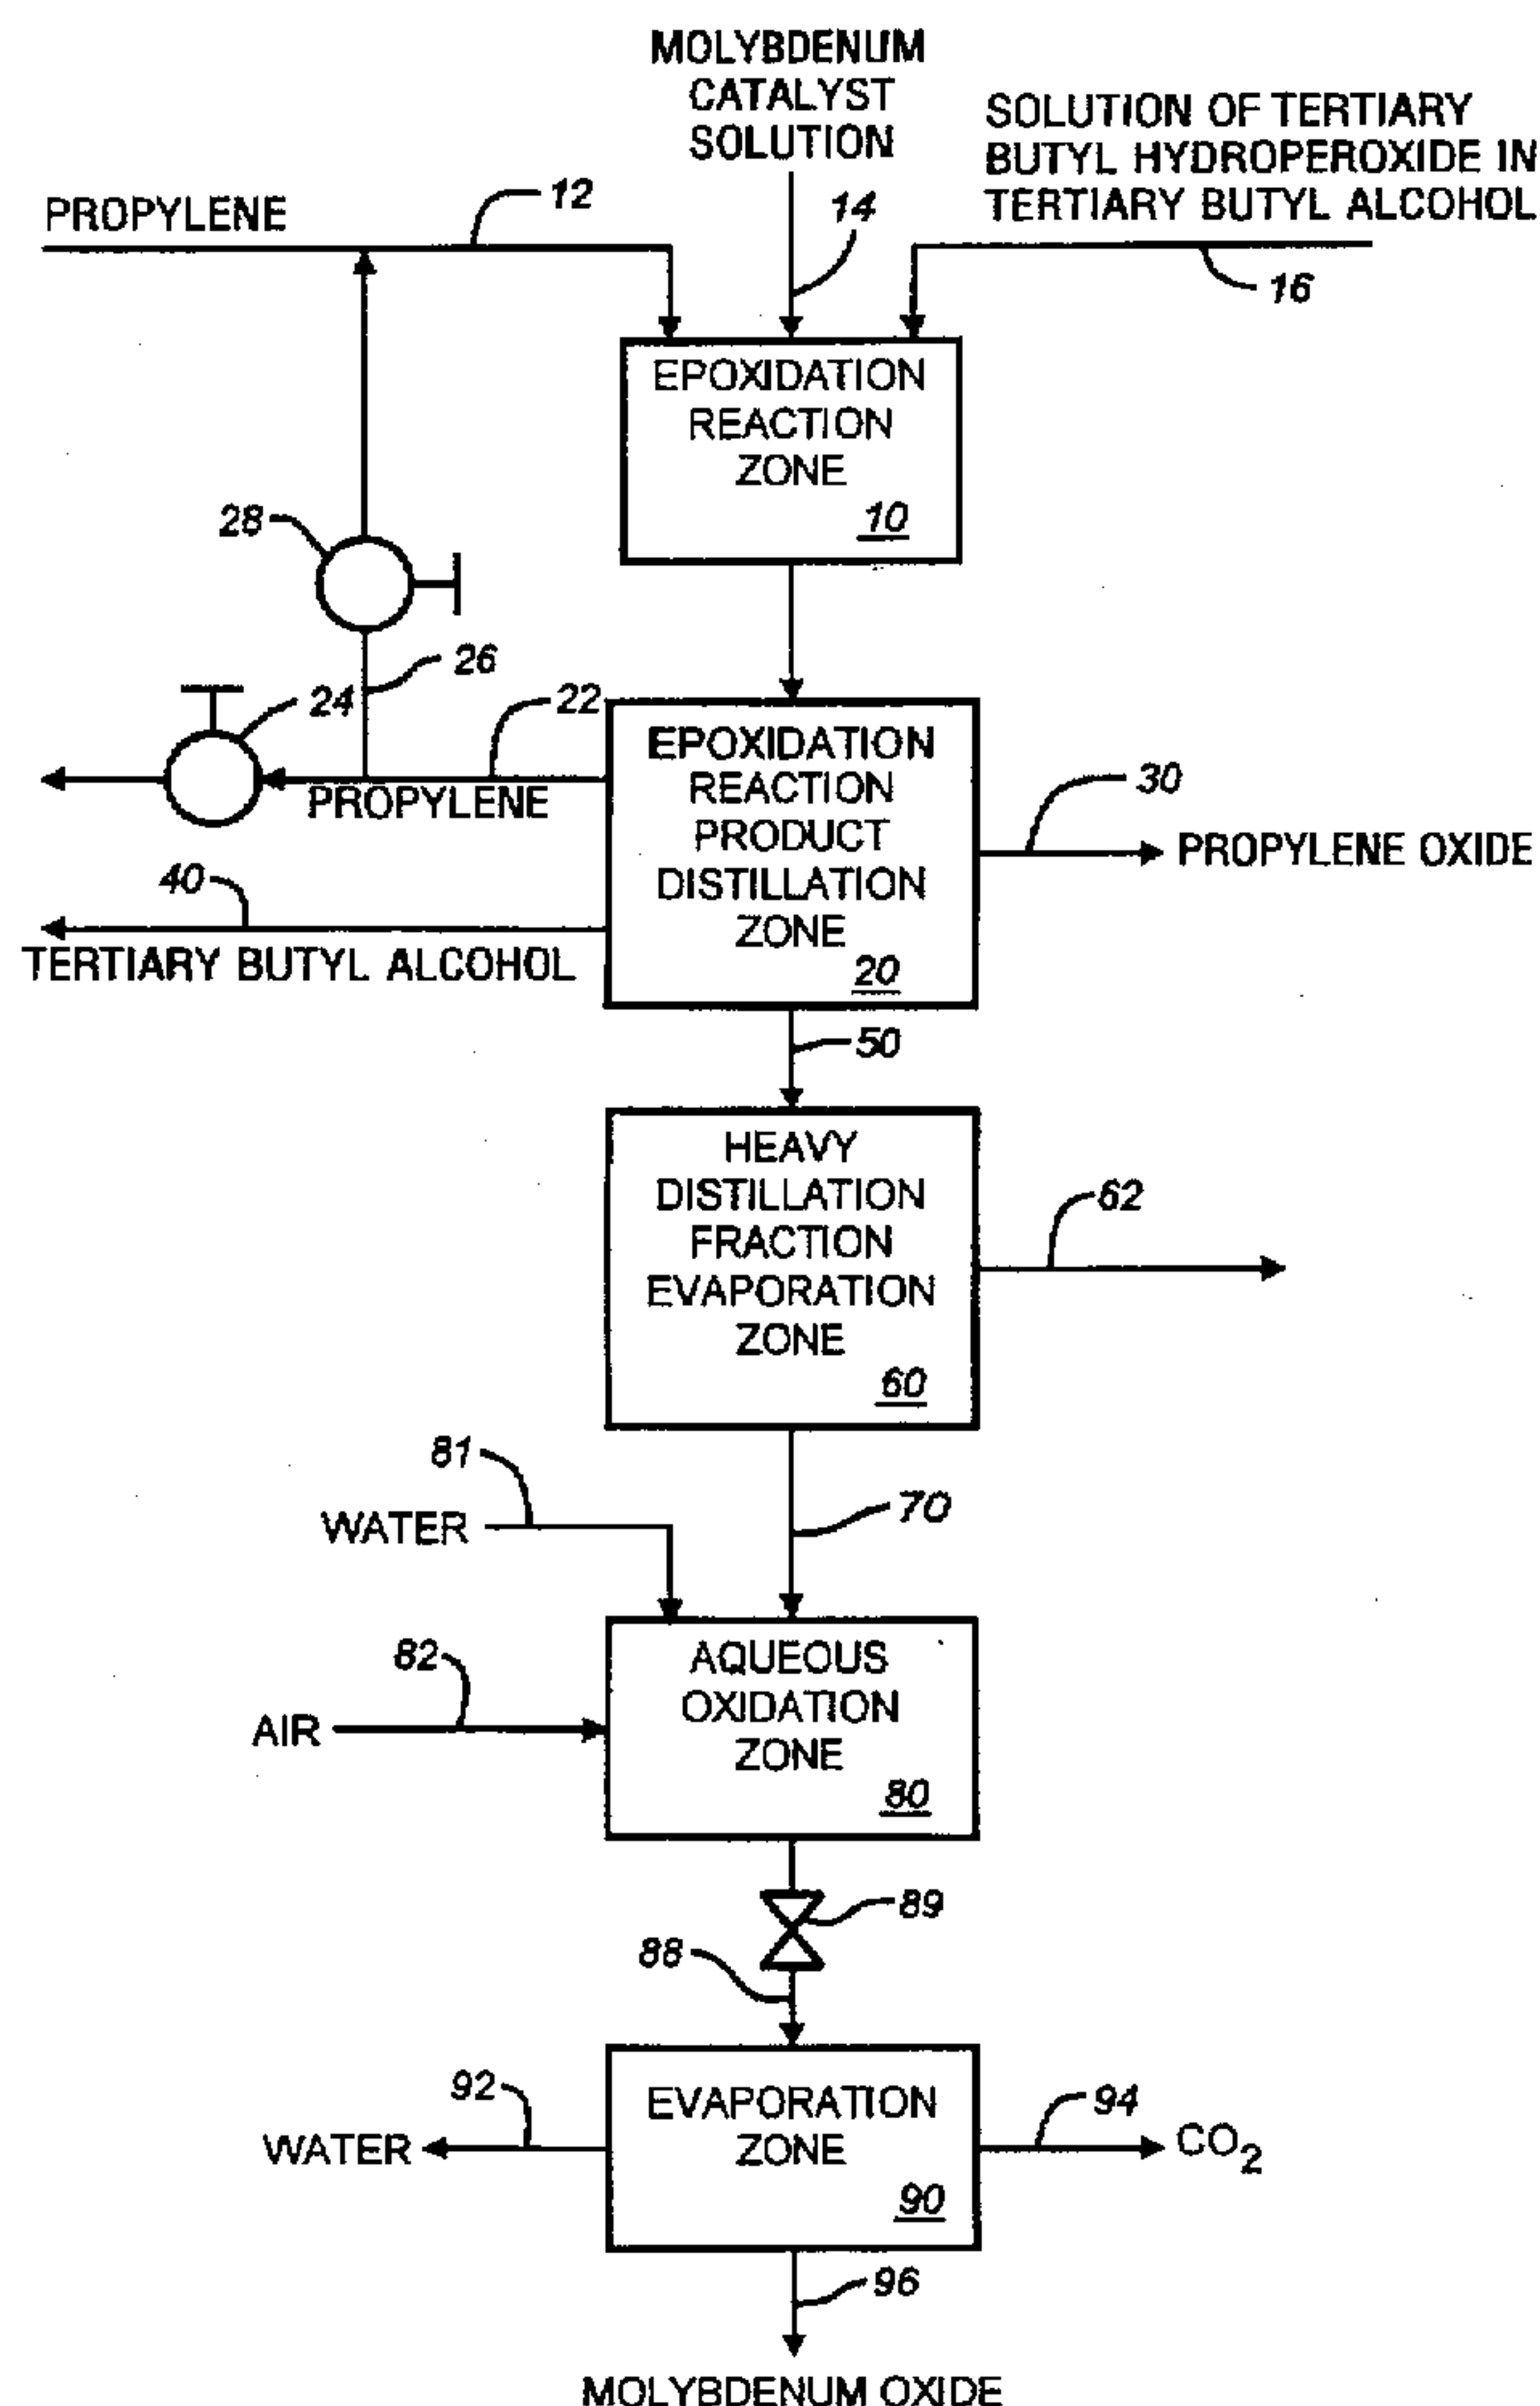 MOLYBDENUM
CATALYST
SOLUTION
SOLUTION OF TERTIARY
BUTYL HYDROPEROXIDE IN
TERTIARY BUTYL ALCOHOL
PROPYLENE
12
14
16
EPOXIDATION
REACTION
ZONE
10
28
26
24
22
PROPYLENE
EPOXIDATION
REACTION
PRODUCT
DISTILLATION
ZONE
20
30
PROPYLENE OXIDE
40
TERTIARY BUTYL ALCOHOL
50
HEAVY
DISTILLATION
FRACTION
EVAPORATION
ZONE
60
62
81
WATER
70
82
AIR
AQUEOUS
OXIDATION
ZONE
80
89
88
92
WATER
EVAPORATION
ZONE
90
94
CO2
96
MOLYBDENUM OXIDE